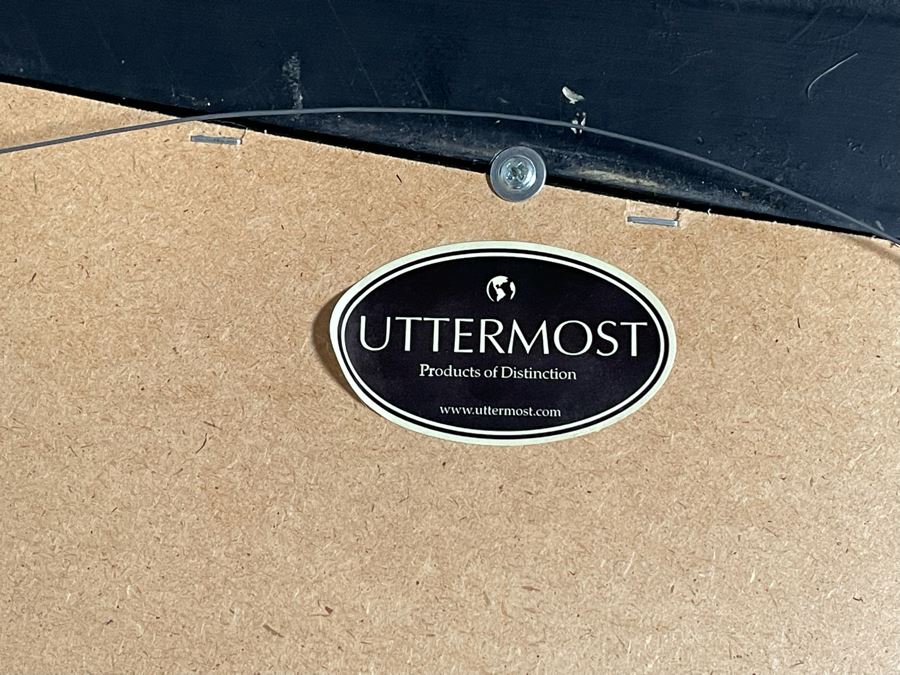 UTTERMOST
Products of Distinction
www.uttermost.com